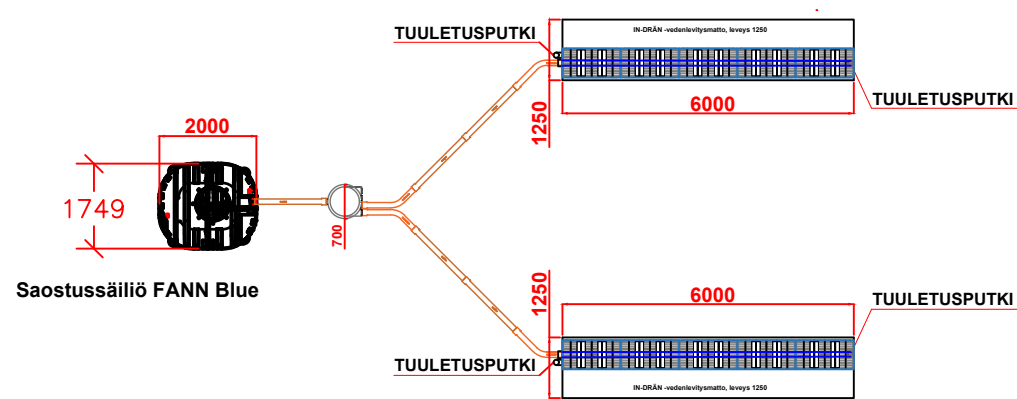 TUULETUSPUTKI
IN-DRÄN -vedenlevitysmatto, leveys 1250
TUULETUSPUTKI
6000
1250
2000
1749
700
Saostussäiliö FANN Blue
1250
6000
TUULETUSPUTKI
TUULETUSPUTKI
IN-DRÄN -vedenlevitysmatto, leveys 1250